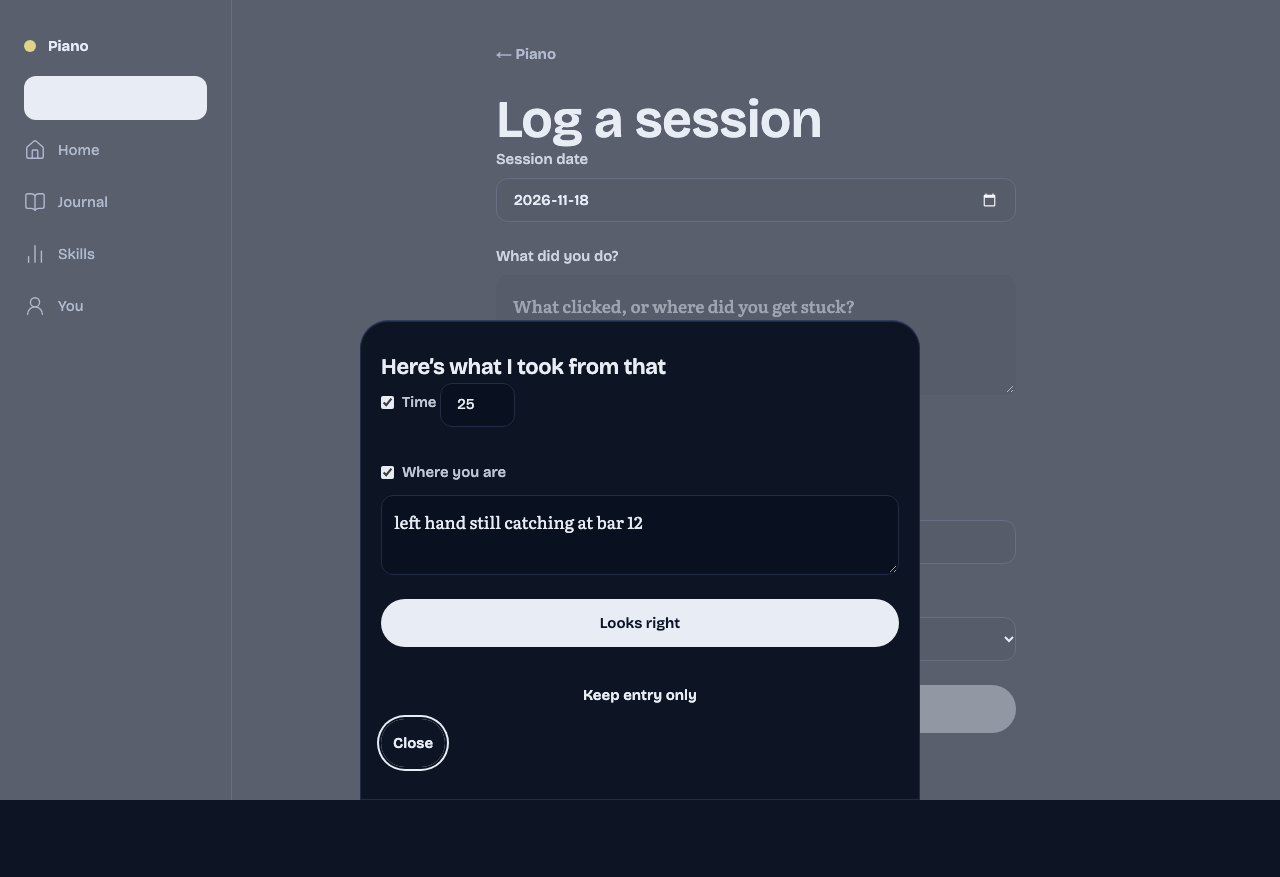 Piano
Home
Journal
Skills
You
← Piano
Log a session
Session date
2026-11-18
What did you do?
What clicked, or where did you get stuck?
Here's what I took from that
Time 25
Where you are
left hand still catching at bar 12
Looks right
Keep entry only
Close